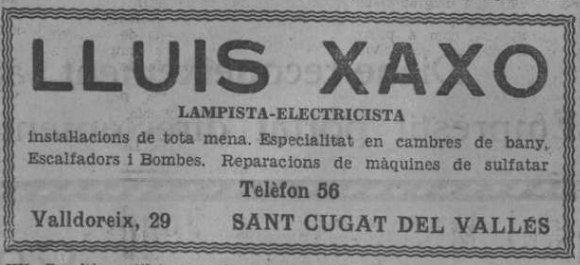 LLUIS XAXO
LAMPISTA-ELECTRICISTA
instal·lacions de tota mena. Especialitat en cambres de bany,
Escalfadors i Bombes. Reparacions de màquines de sulfatar
Telèfon 56
Valldoreix, 29 SANT CUGAT DEL VALLÉS